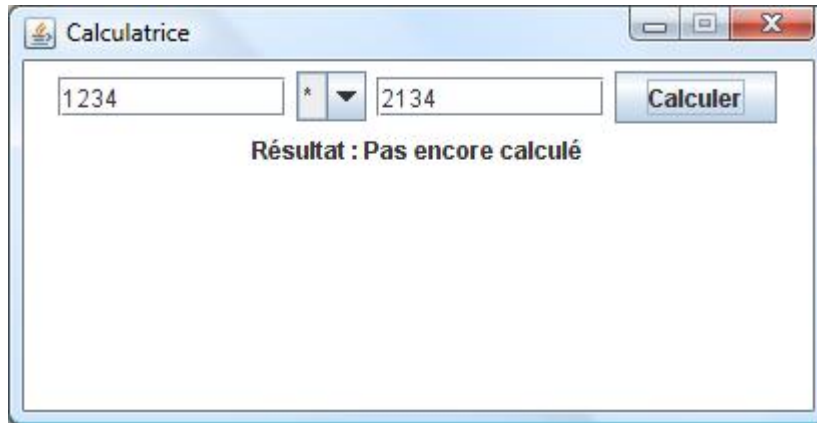 Calculatrice
1234 * 2134 Calculer
Résultat : Pas encore calculé